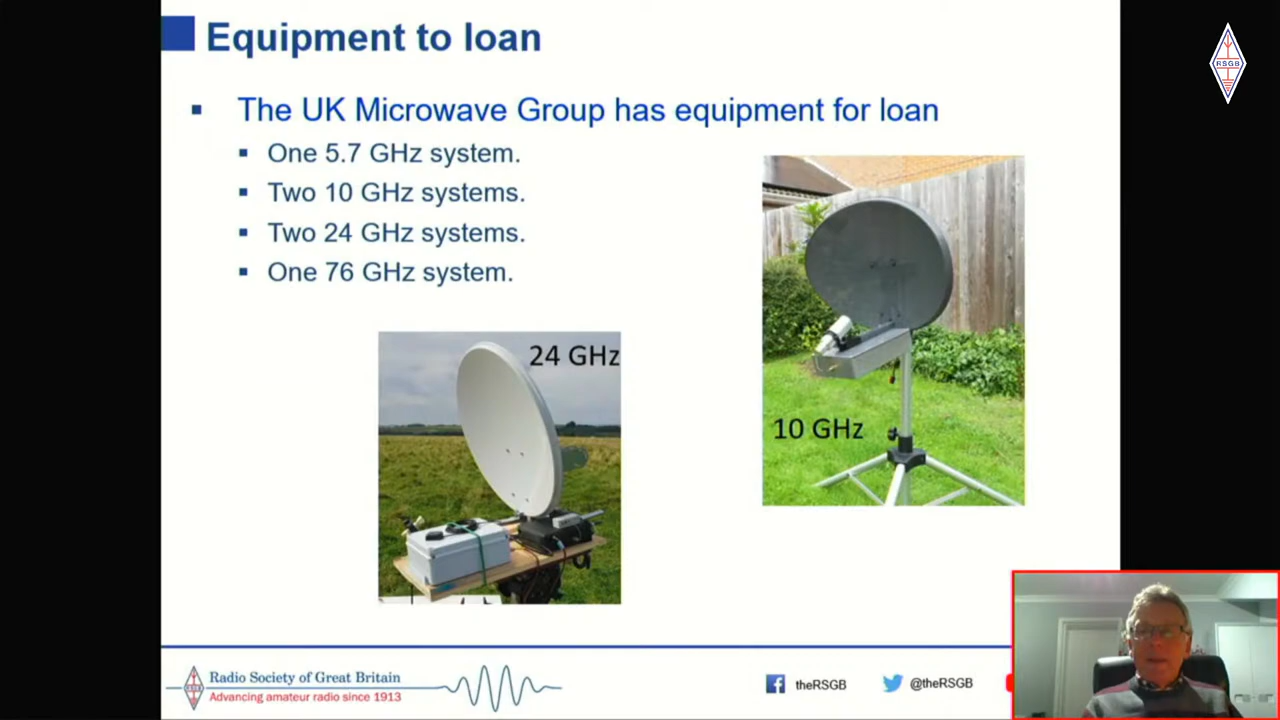 Equipment to loan
RSGB
The UK Microwave Group has equipment for loan
One 5.7 GHz system.
Two 10 GHz systems.
Two 24 GHz systems.
One 76 GHz system.
24 GHz
10 GHz
Radio Society of Great Britain
Advancing amateur radio since 1913
theRSGB
@theRSGB